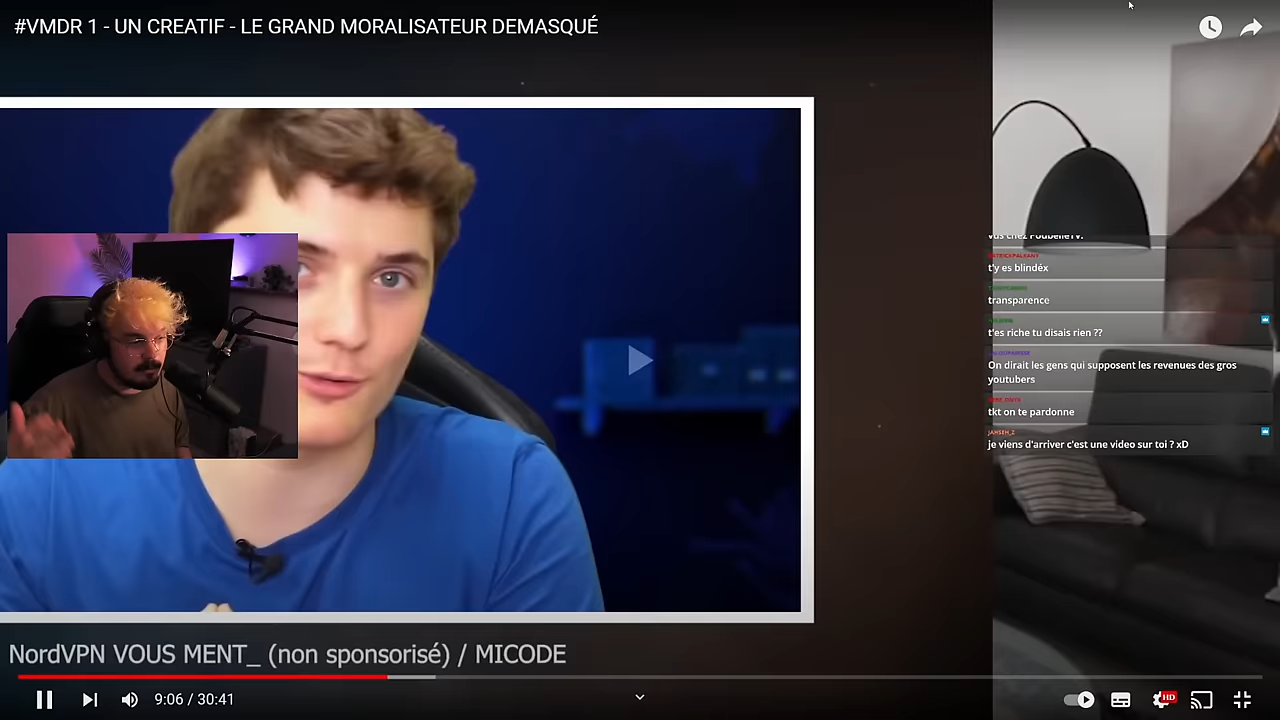 #VMDR 1 - UN CREATIF - LE GRAND MORALISATEUR DEMASQUÉ
t'y es blindéx
transparence
t'es riche tu disais rien ??
On dirait les gens qui supposent les revenues des gros
youtubers
tkt on te pardonne
je viens d'arriver c'est une video sur toi ? xD
NordVPN VOUS MENT_ (non sponsorisé) / MICODE
9:06 / 30:41
HD